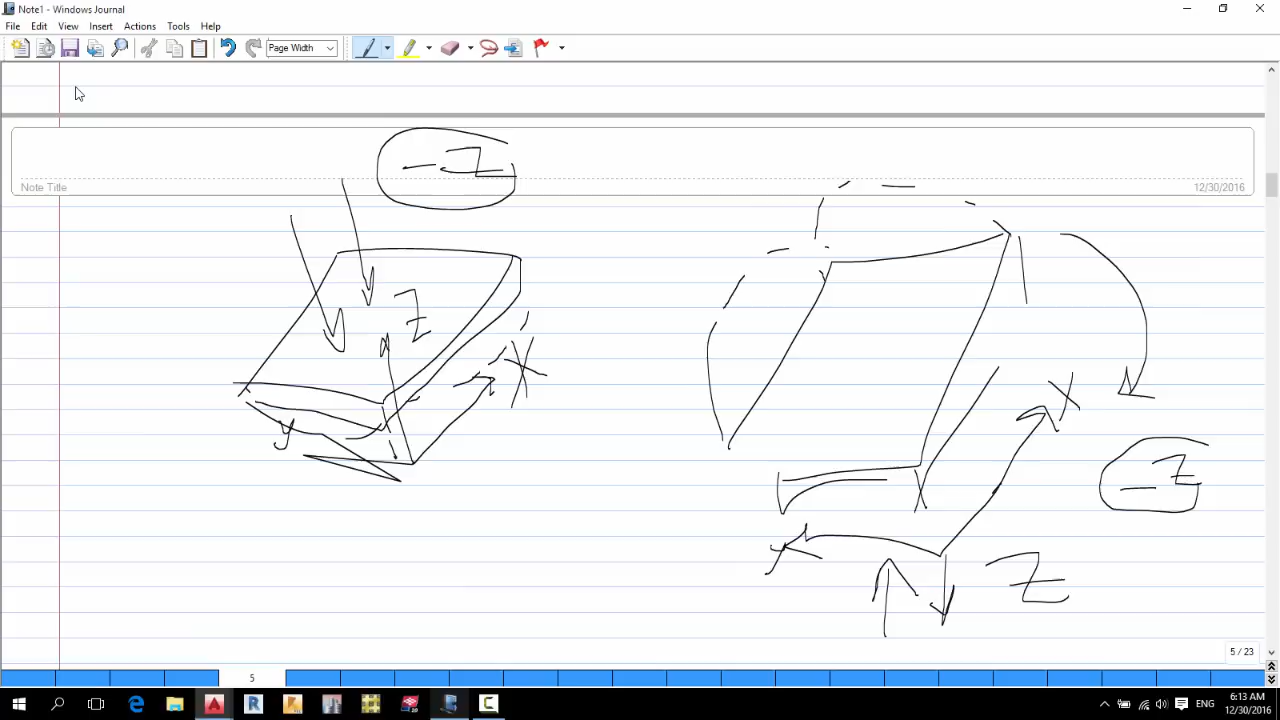 Note1 - Windows Journal
File Edit View Insert Actions Tools Help
Page Width
-Z
Note Title
12/30/2016
Z
X
y
X
-Z
y
Z
5 / 23
5
ENG
6:13 AM
12/30/2016